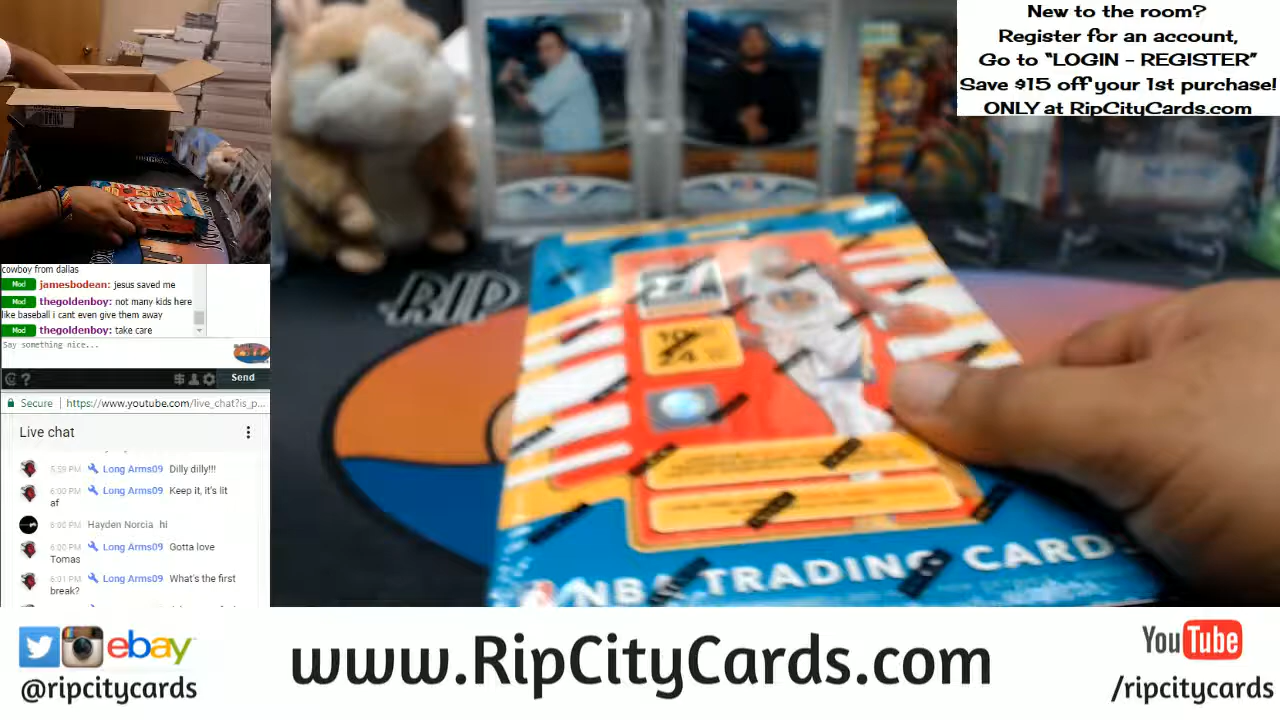 New to the room?
Register for an account,
Go to “LOGIN - REGISTER”
Save $15 off your 1st purchase!
ONLY at RipCityCards.com
cowboy from dallas
Mod jamesbodean: jesus saved me
Mod thegoldenboy: not many kids here
like baseball i cant even give them away
Mod thegoldenboy: take care
Say something nice...
Send
Secure https://www.youtube.com/live_chat?is_p...
Live chat
5:59 PM Long Arms09 Dilly dilly!!!
6:00 PM Long Arms09 Keep it, it's lit
af
6:00 PM Hayden Norcia hi
6:00 PM Long Arms09 Gotta love
Tomas
6:01 PM Long Arms09 What's the first
break?
RIP
NBA TRADING CARDS
ebay
@ripcitycards
www.RipCityCards.com
YouTube
/ripcitycards